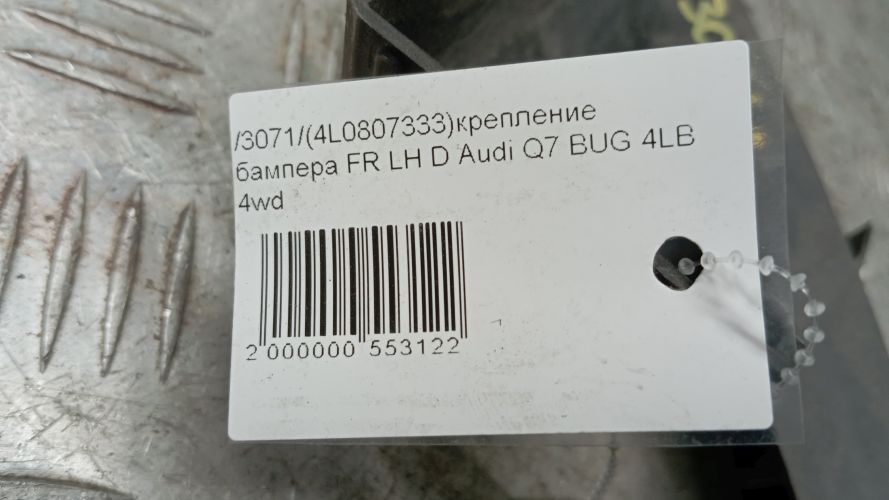 /3071/(4L0807333)крепление
бампера FR LH D Audi Q7 BUG 4LB
4wd
2 000000 553122